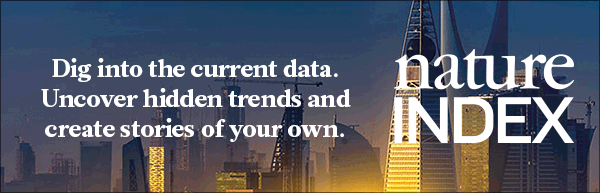 Dig into the current data.
Uncover hidden trends and
create stories of your own.
nature
INDEX